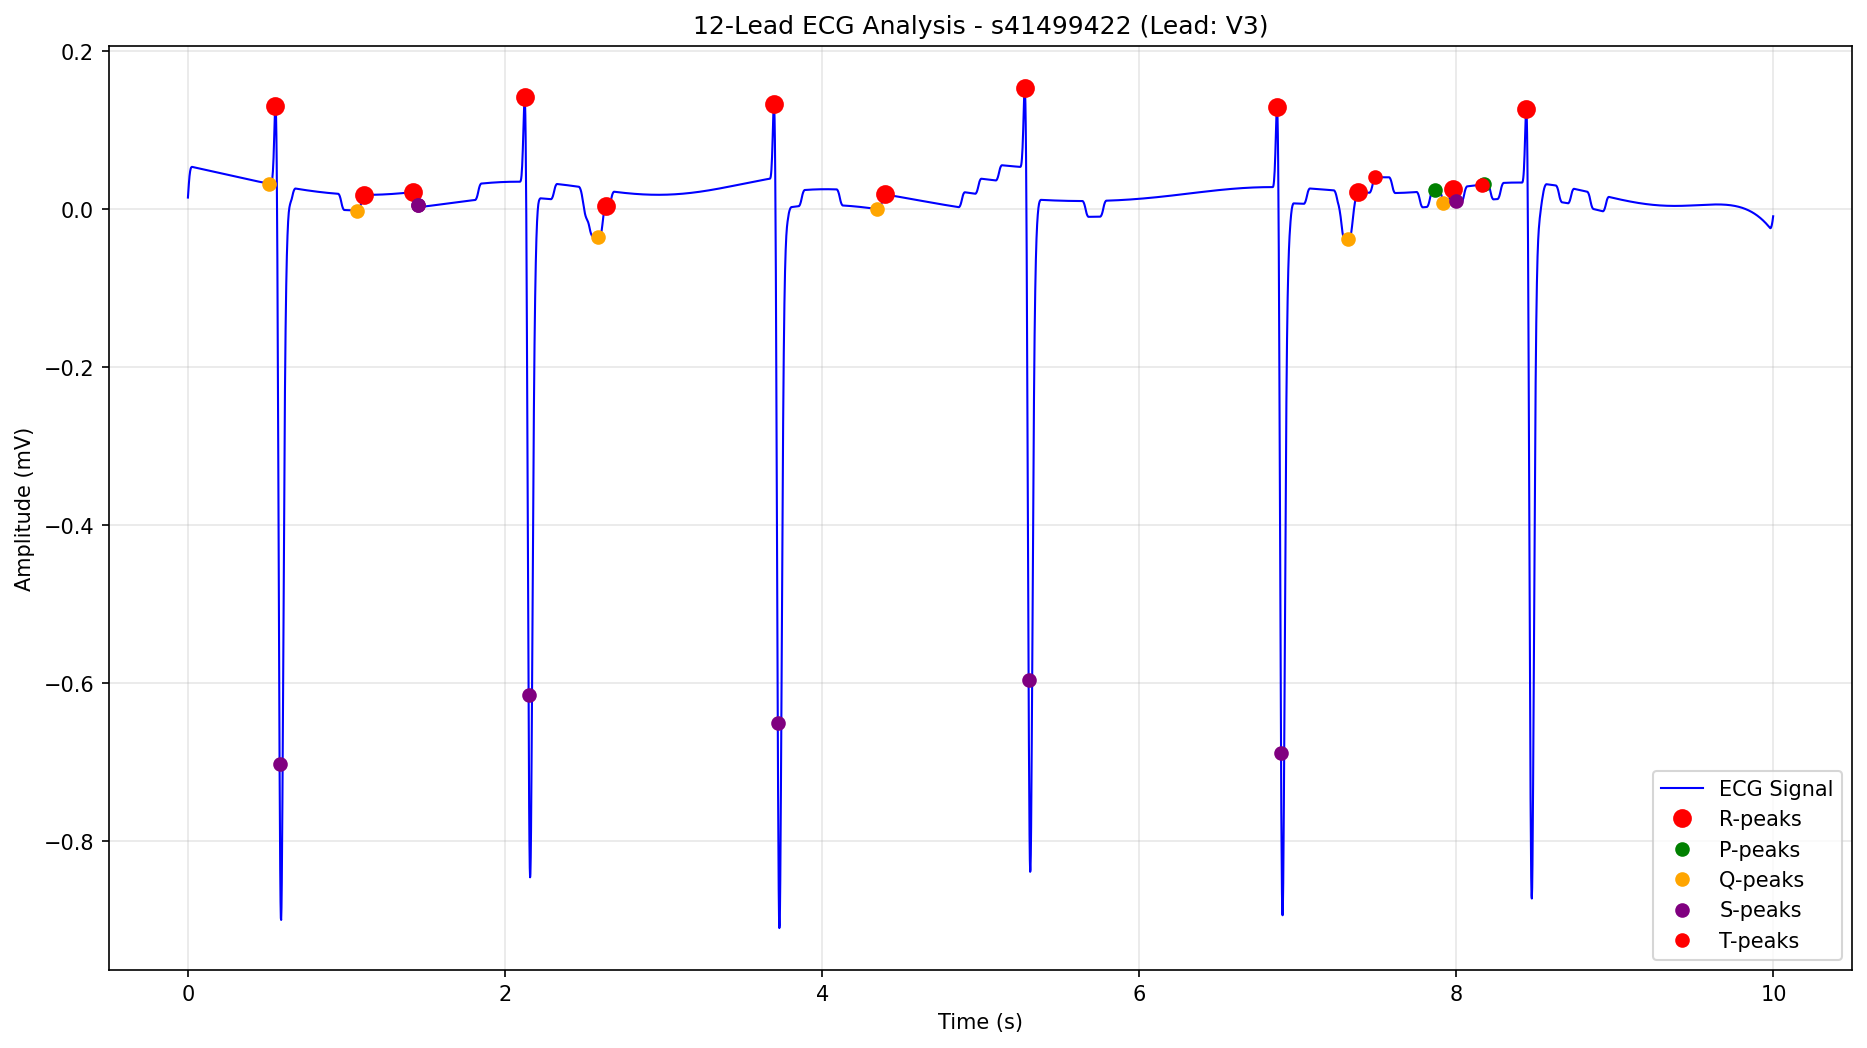 12-Lead ECG Analysis - s41499422 (Lead: V3)
0.2
0.0
−0.2
−0.4
−0.6
−0.8
Amplitude (mV)
0
2
4
6
8
10
Time (s)
ECG Signal
R-peaks
P-peaks
Q-peaks
S-peaks
T-peaks